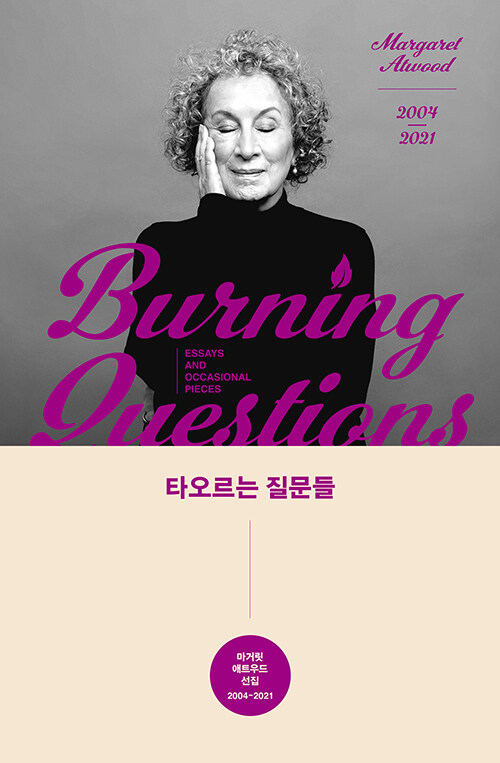 Margaret
Atwood
2004
2021
Burning
ESSAYS
AND
OCCASIONAL
PIECES
Questions
타오르는 질문들
마거릿
애트우드
선집
2004-2021